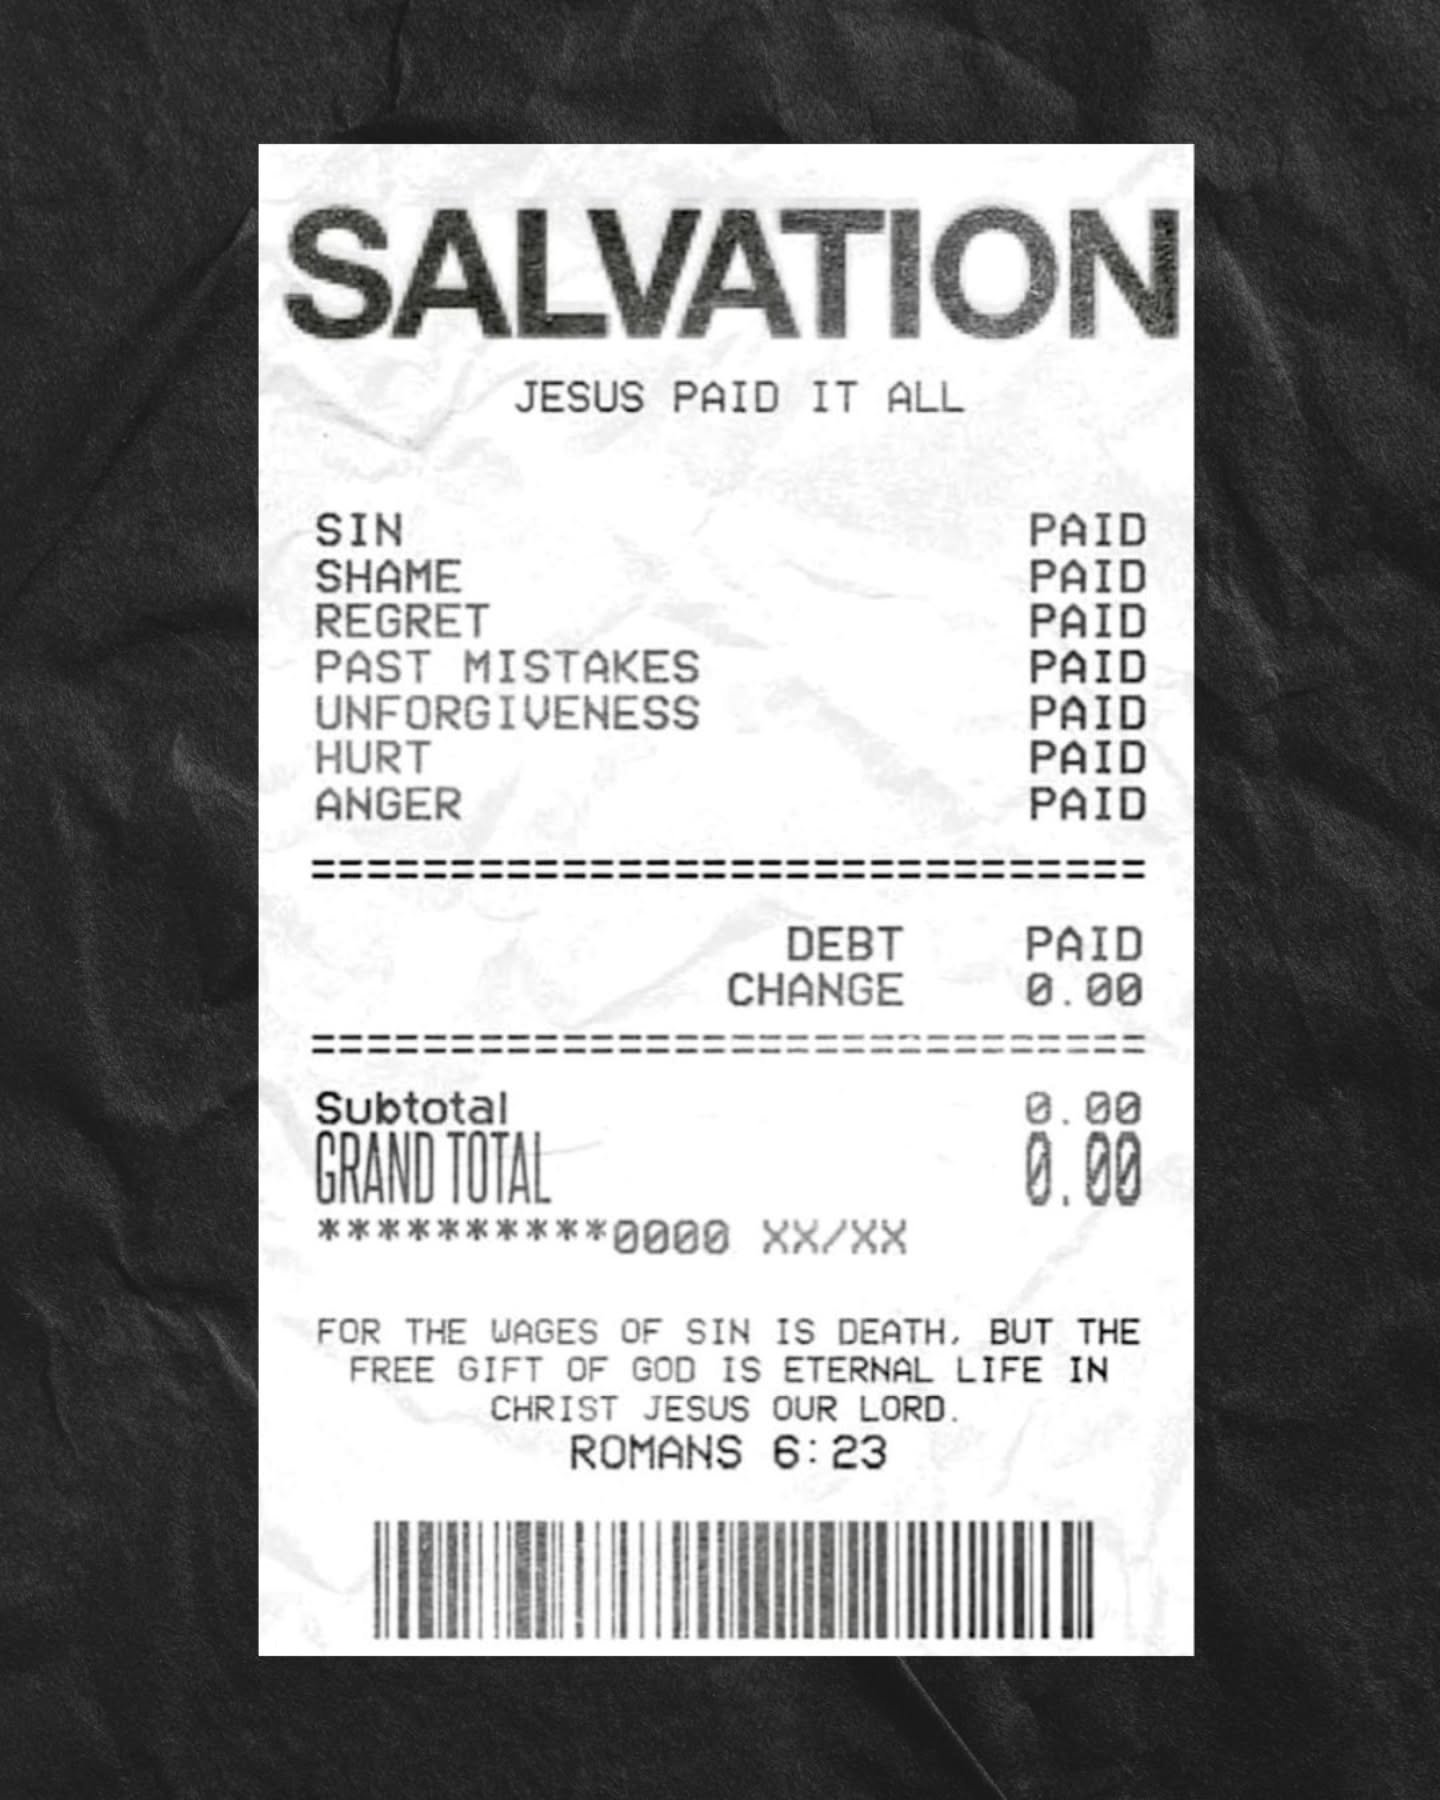 SALVATION
JESUS PAID IT ALL
SIN PAID
SHAME PAID
REGRET PAID
PAST MISTAKES PAID
UNFORGIVENESS PAID
HURT PAID
ANGER PAID
==============================
DEBT PAID
CHANGE 0.00
==============================
Subtotal 0.00
GRAND TOTAL 0.00
**********0000 XX/XX
FOR THE WAGES OF SIN IS DEATH, BUT THE
FREE GIFT OF GOD IS ETERNAL LIFE IN
CHRIST JESUS OUR LORD.
ROMANS 6:23